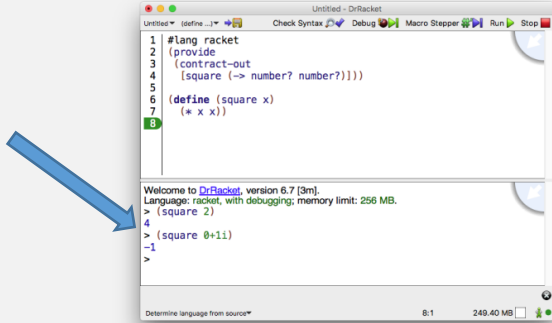 Untitled - DrRacket
Untitled (define ...) Check Syntax Debug Macro Stepper Run Stop
1 #lang racket
2 (provide
3  (contract-out
4   [square (-> number? number?)]))
5
6 (define (square x)
7   (* x x))
8
Welcome to DrRacket, version 6.7 [3m].
Language: racket, with debugging; memory limit: 256 MB.
> (square 2)
4
> (square 0+1i)
-1
>
Determine language from source 8:1 249.40 MB